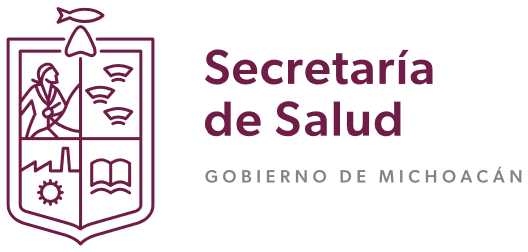 Secretaría
de Salud
GOBIERNO DE MICHOACÁN